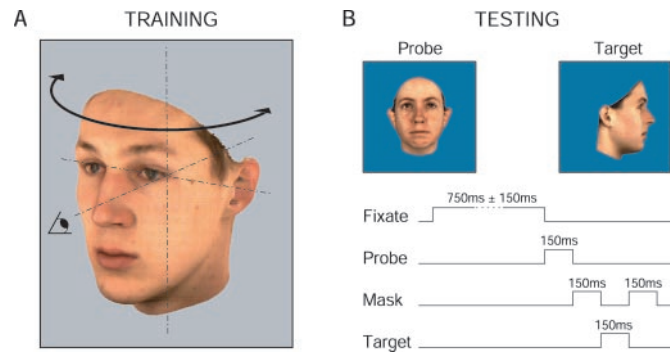 A TRAINING
B TESTING
Probe Target
750ms ± 150ms
Fixate
150ms
Probe
150ms 150ms
Mask
150ms
Target